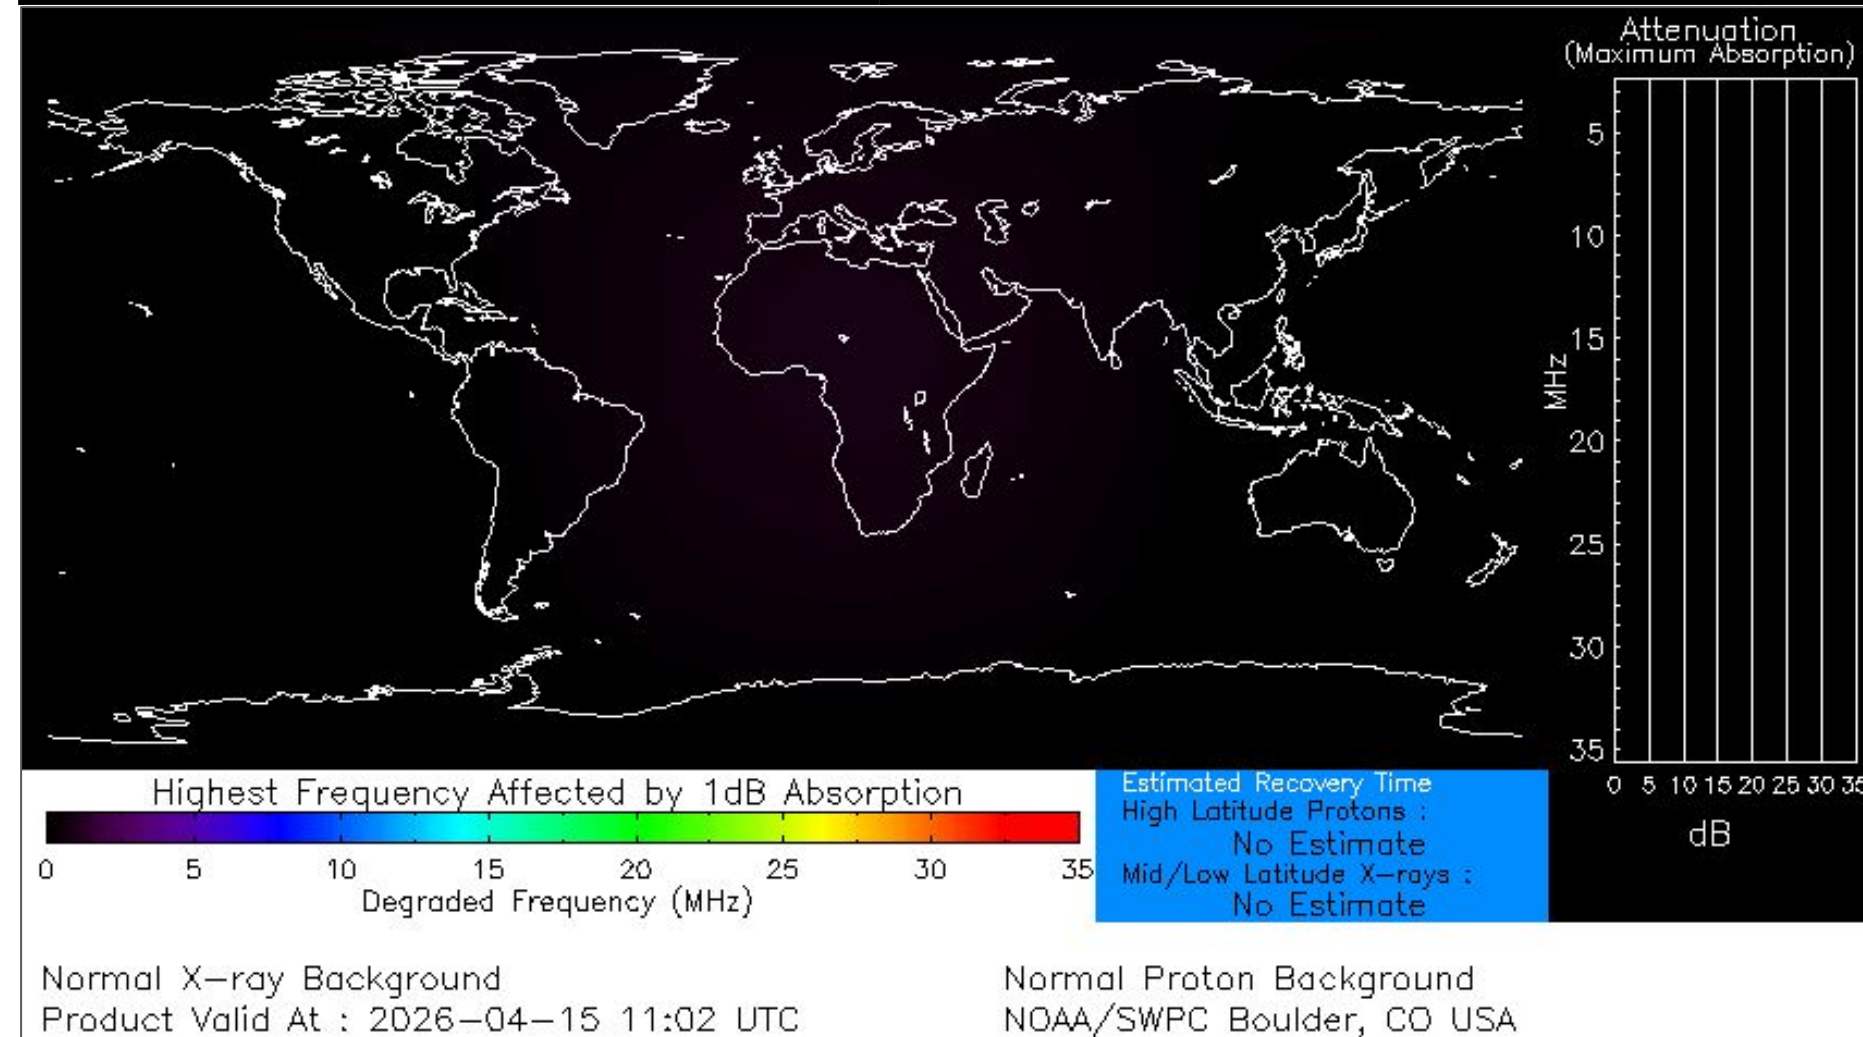 Attenuation
(Maximum Absorption)
5
10
15
20
25
30
35
MHz
0 5 10 15 20 25 30 35
dB
Highest Frequency Affected by 1dB Absorption
0 5 10 15 20 25 30 35
Degraded Frequency (MHz)
Estimated Recovery Time
High Latitude Protons :
No Estimate
Mid/Low Latitude X-rays :
No Estimate
Normal X-ray Background
Normal Proton Background
Product Valid At : 2026-04-15 11:02 UTC
NOAA/SWPC Boulder, CO USA